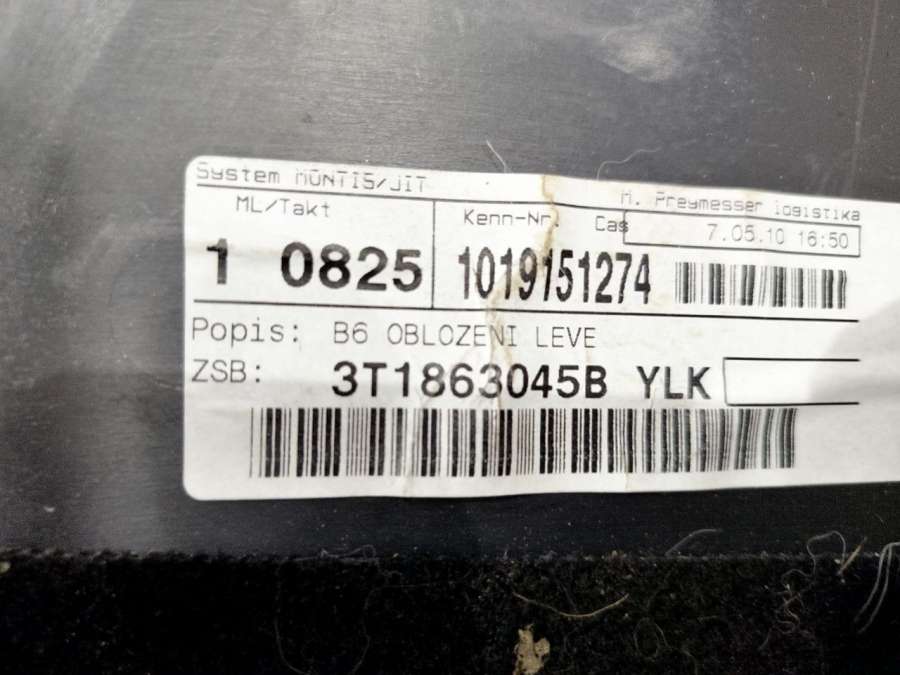 System MONTIS/JIT
M. Preymesser logistika
ML/Takt
Kenn-Nr. Cas 7.05.10 16:50
1 0825 1019151274
Popis: B6 OBLOZENI LEVE
ZSB: 3T1863045B YLK